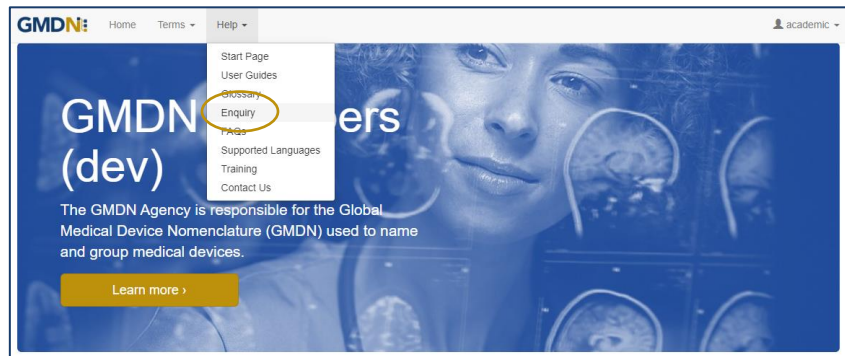 GMDN Home Terms Help academic
Start Page
User Guides
Glossary
Enquiry
FAQs
Supported Languages
Training
Contact Us
GMDN ers
(dev)
The GMDN Agency is responsible for the Global
Medical Device Nomenclature (GMDN) used to name
and group medical devices.
Learn more ›